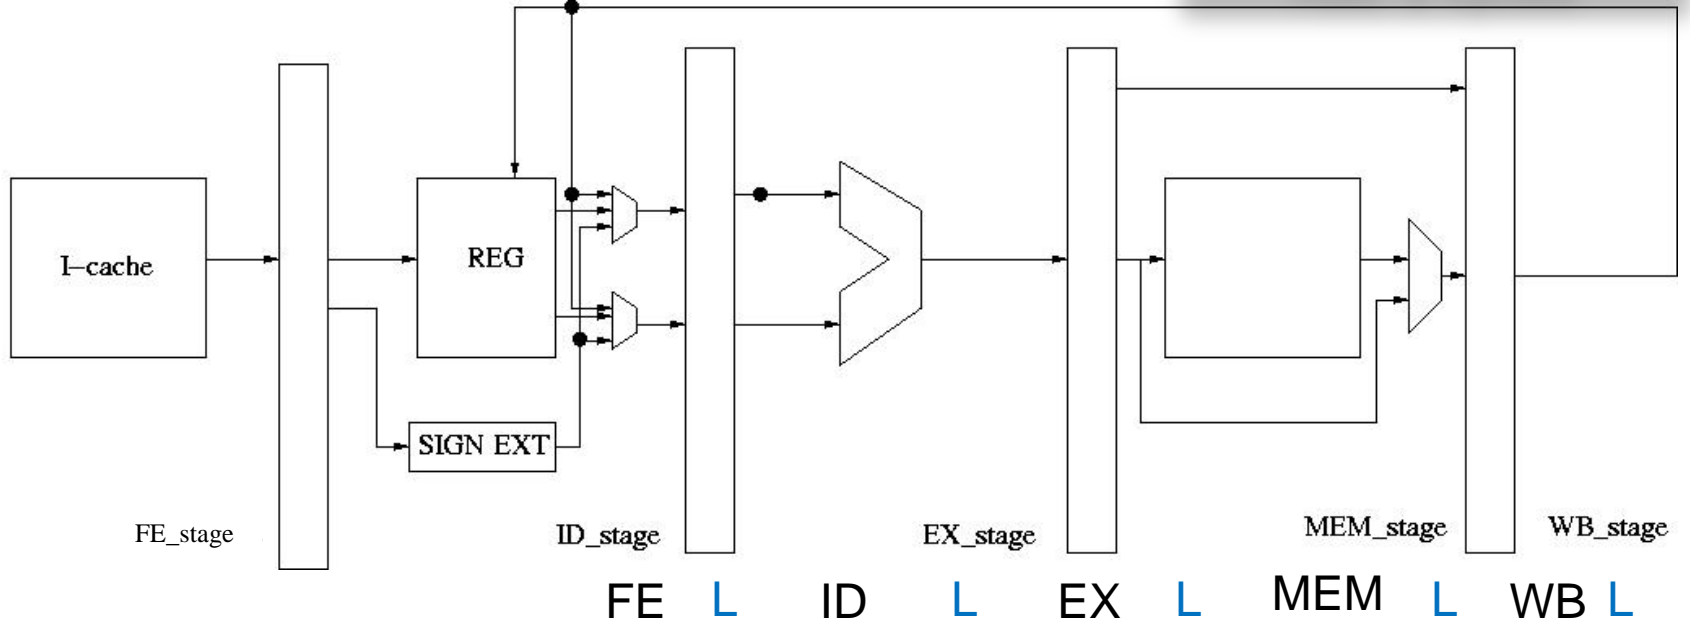 I-cache
REG
SIGN EXT
FE_stage
ID_stage
EX_stage
MEM_stage
WB_stage
FE L ID L EX L MEM L WB L